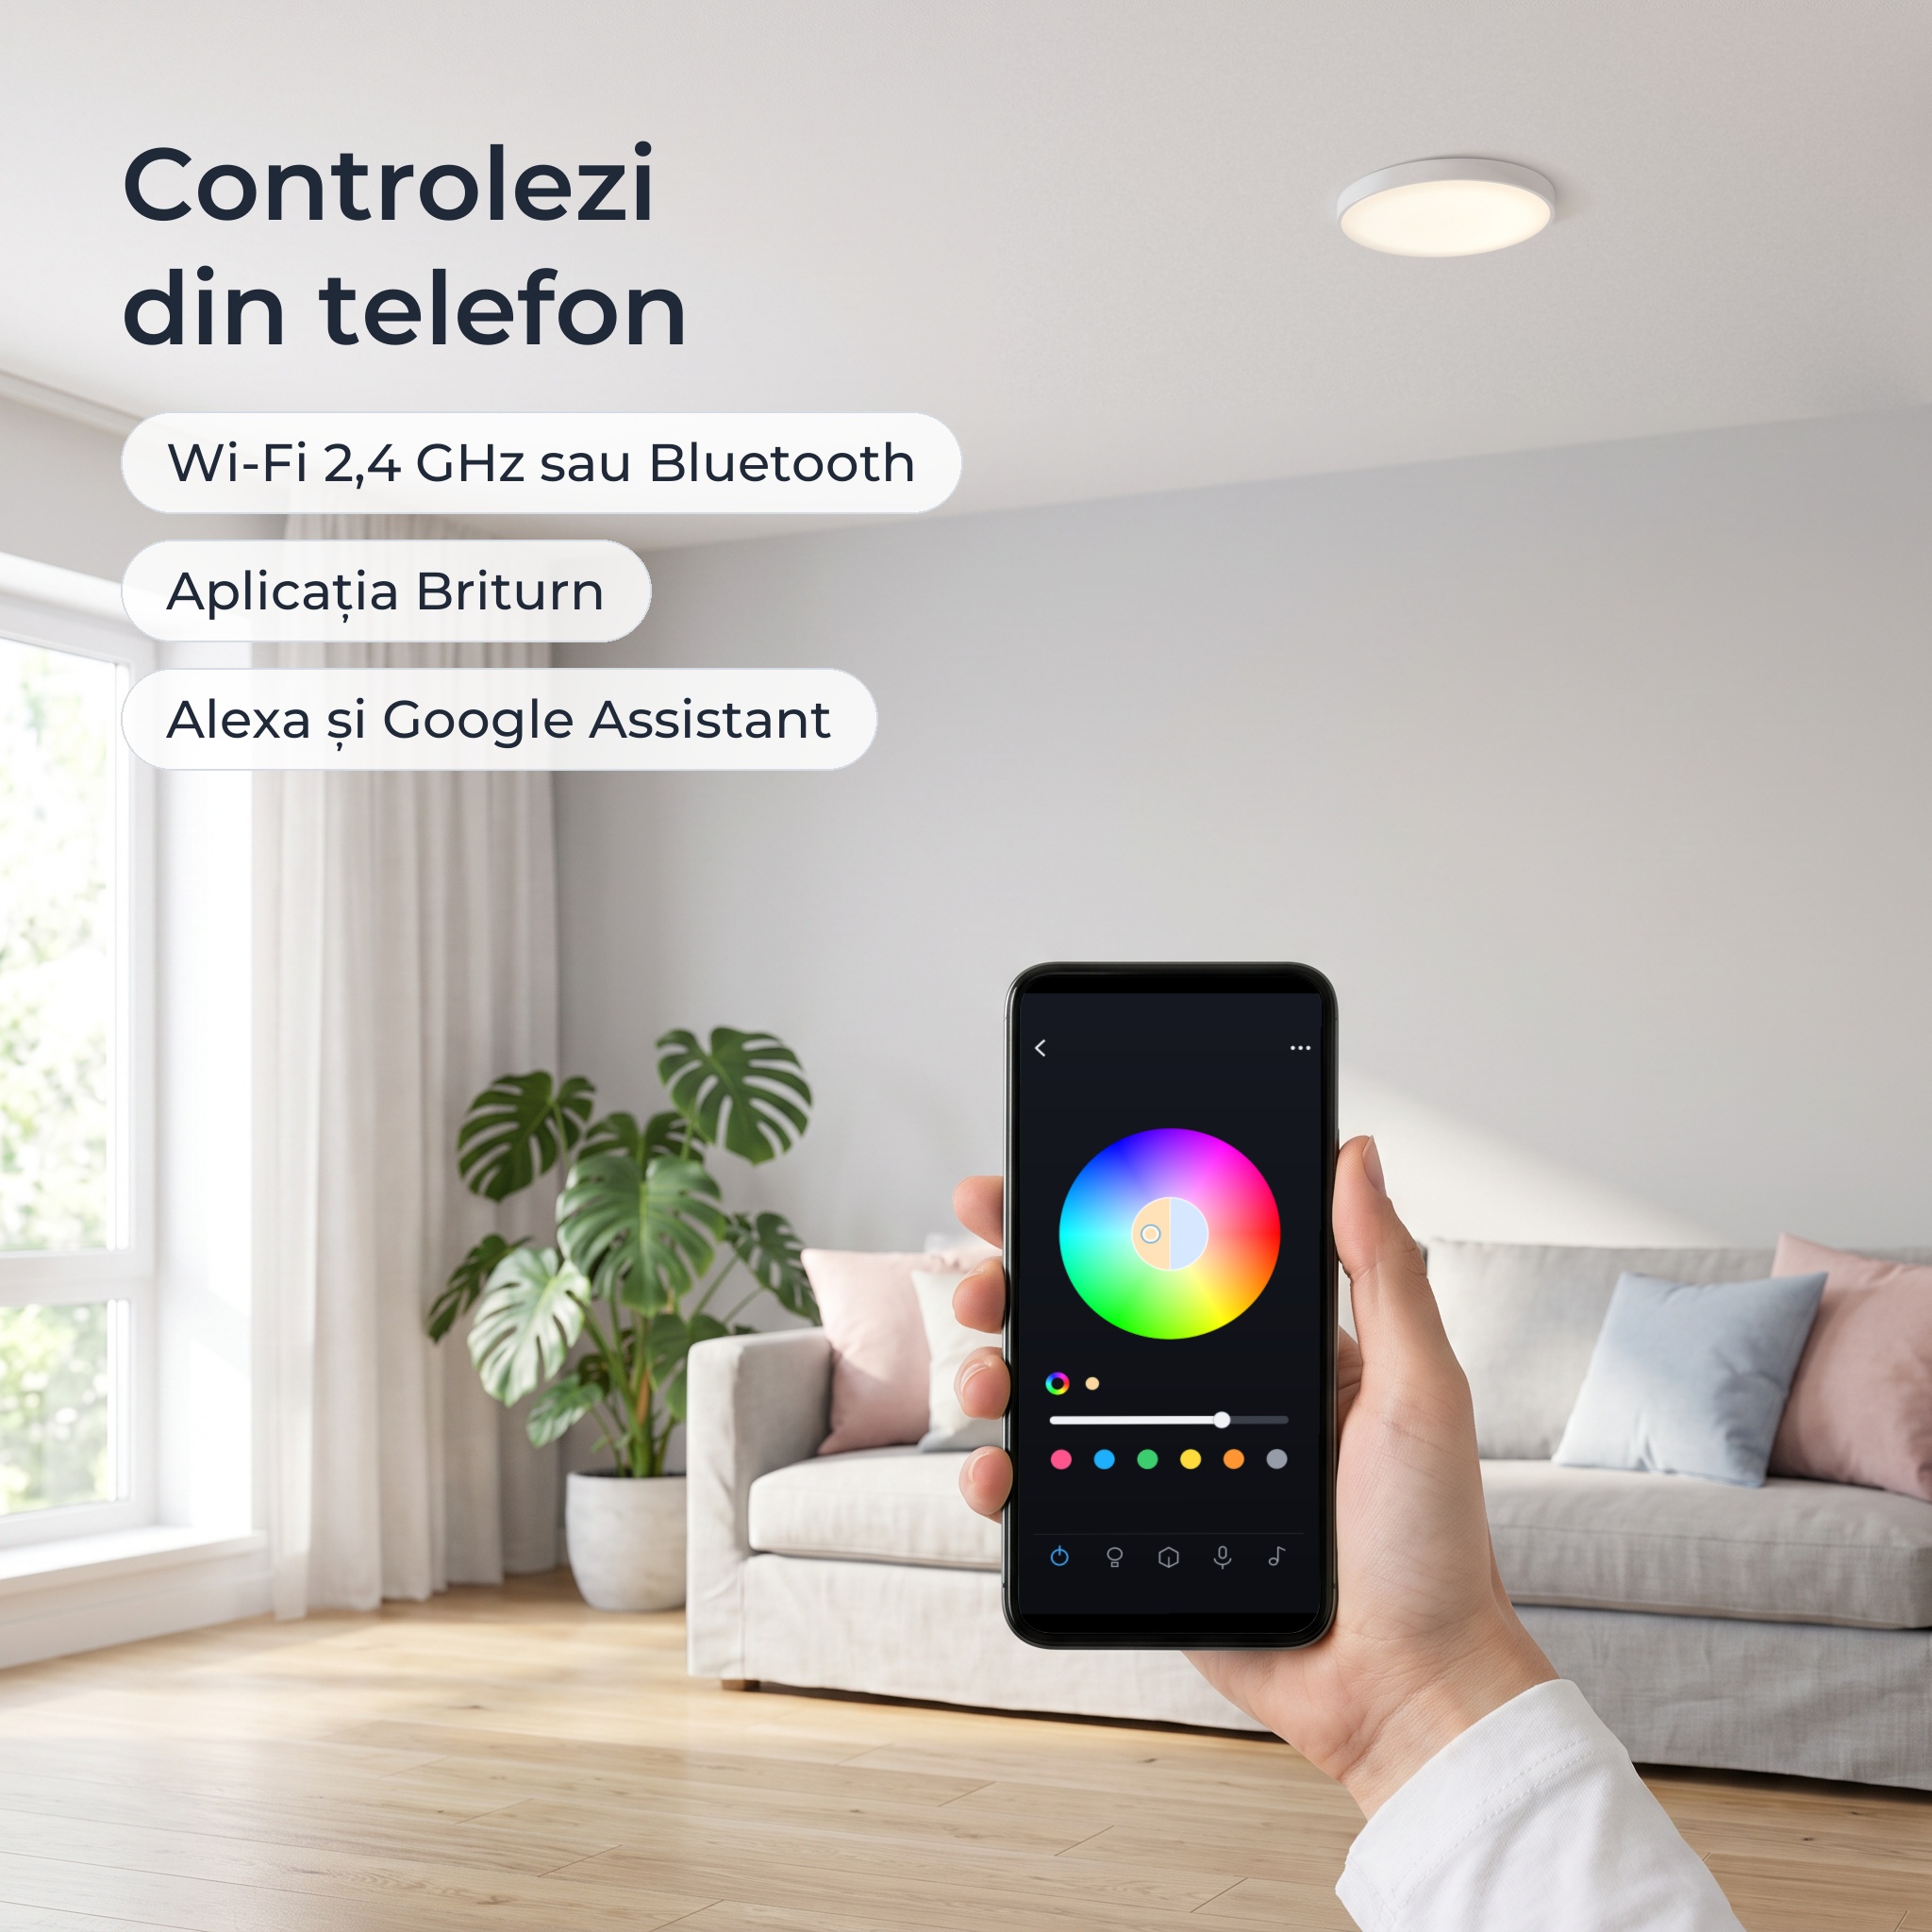 Controlezi
din telefon
Wi-Fi 2,4 GHz sau Bluetooth
Aplicația Briturn
Alexa și Google Assistant